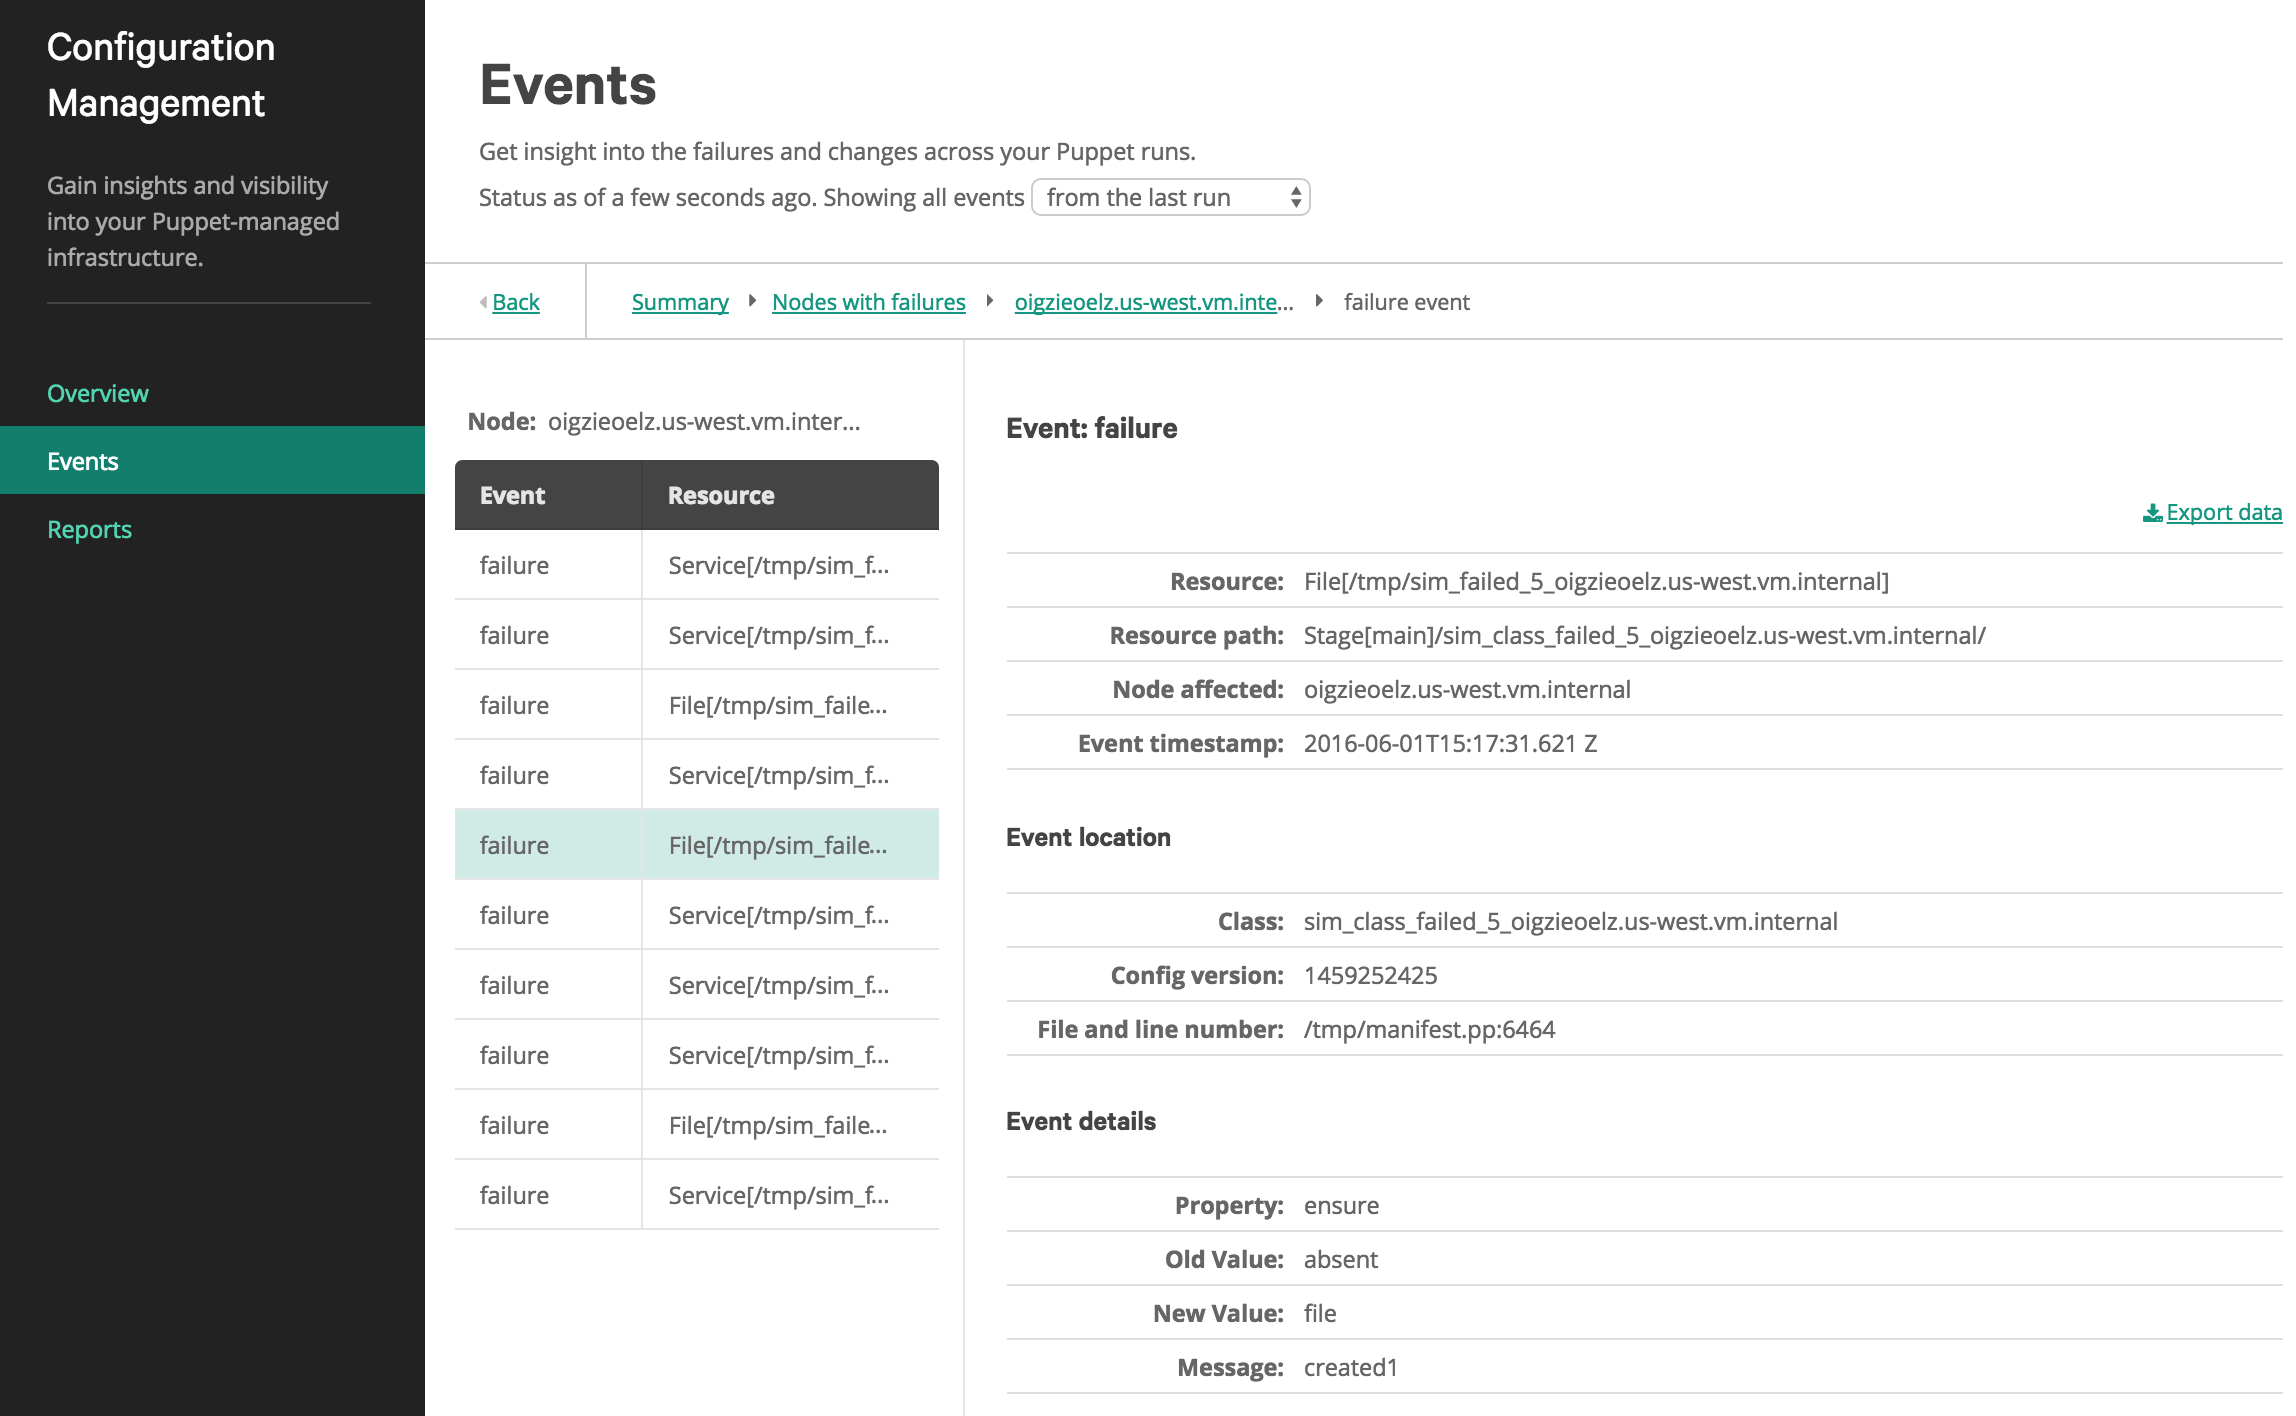 Configuration
Management
Gain insights and visibility
into your Puppet-managed
infrastructure.
Overview
Events
Reports
Events
Get insight into the failures and changes across your Puppet runs.
Status as of a few seconds ago. Showing all events from the last run
Back Summary Nodes with failures oigzieoelz.us-west.vm.inte... failure event
Node: oigzieoelz.us-west.vm.inter...
Event Resource
failure Service[/tmp/sim_f...
failure Service[/tmp/sim_f...
failure File[/tmp/sim_faile...
failure Service[/tmp/sim_f...
failure File[/tmp/sim_faile...
failure Service[/tmp/sim_f...
failure Service[/tmp/sim_f...
failure Service[/tmp/sim_f...
failure File[/tmp/sim_faile...
failure Service[/tmp/sim_f...
Event: failure
Export data
Resource: File[/tmp/sim_failed_5_oigzieoelz.us-west.vm.internal]
Resource path: Stage[main]/sim_class_failed_5_oigzieoelz.us-west.vm.internal/
Node affected: oigzieoelz.us-west.vm.internal
Event timestamp: 2016-06-01T15:17:31.621 Z
Event location
Class: sim_class_failed_5_oigzieoelz.us-west.vm.internal
Config version: 1459252425
File and line number: /tmp/manifest.pp:6464
Event details
Property: ensure
Old Value: absent
New Value: file
Message: created1